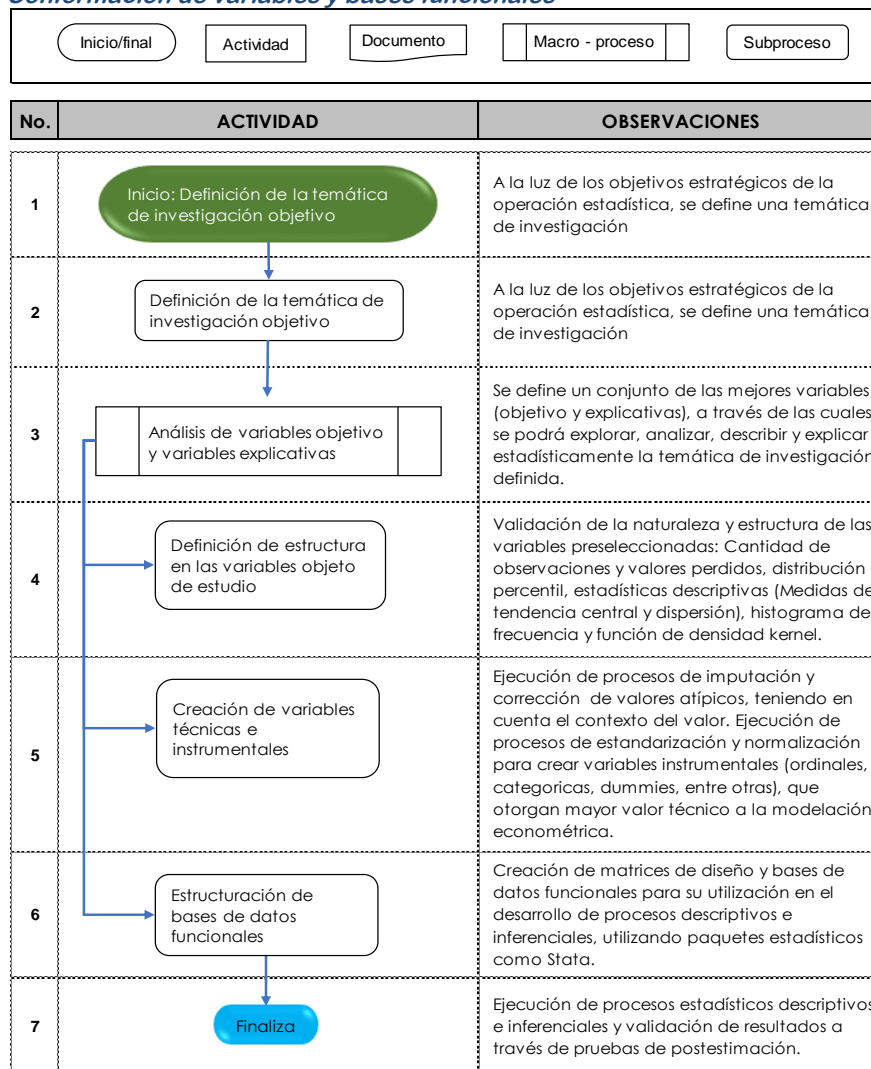 Conformación de variables y bases funcionales
Inicio/final
Actividad
Documento
Macro - proceso
Subproceso
No.
ACTIVIDAD
OBSERVACIONES
1
Inicio: Definición de la temática
de investigación objetivo
A la luz de los objetivos estratégicos de la
operación estadística, se define una temática
de investigación
2
Definición de la temática de
investigación objetivo
A la luz de los objetivos estratégicos de la
operación estadística, se define una temática
de investigación
3
Análisis de variables objetivo
y variables explicativas
Se define un conjunto de las mejores variables
(objetivo y explicativas), a través de las cuales
se podrá explorar, analizar, describir y explicar
estadísticamente la temática de investigación
definida.
4
Definición de estructura
en las variables objeto
de estudio
Validación de la naturaleza y estructura de las
variables preseleccionadas: Cantidad de
observaciones y valores perdidos, distribución
percentil, estadísticas descriptivas (Medidas de
tendencia central y dispersión), histograma de
frecuencia y función de densidad kernel.
5
Creación de variables
técnicas e
instrumentales
Ejecución de procesos de imputación y
corrección de valores atípicos, teniendo en
cuenta el contexto del valor. Ejecución de
procesos de estandarización y normalización
para crear variables instrumentales (ordinales,
categoricas, dummies, entre otras), que
otorgan mayor valor técnico a la modelación
econométrica.
6
Estructuración de
bases de datos
funcionales
Creación de matrices de diseño y bases de
datos funcionales para su utilización en el
desarrollo de procesos descriptivos e
inferenciales, utilizando paquetes estadísticos
como Stata.
7
Finaliza
Ejecución de procesos estadísticos descriptivos
e inferenciales y validación de resultados a
través de pruebas de postestimación.